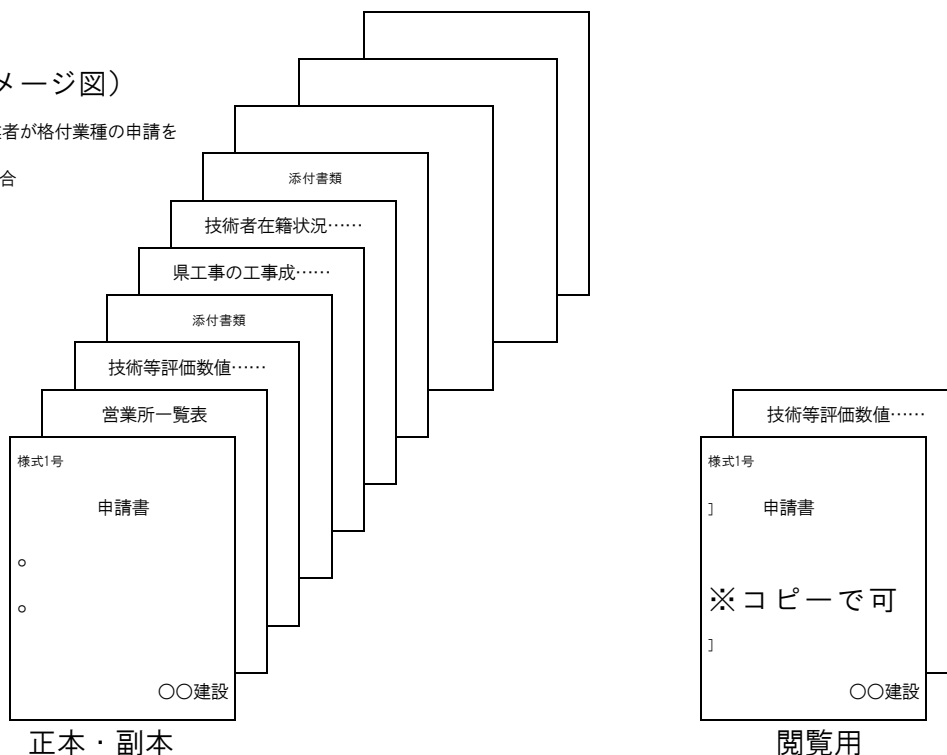 メージ図）
者が格付業種の申請を
合
添付書類
技術者在籍状況……
県工事の工事成……
添付書類
技術等評価数値……
営業所一覧表
様式1号
申請書
○
○
○○建設
正本・副本
技術等評価数値……
様式1号
］ 申請書
※コピーで可
］
○○建設
閲覧用